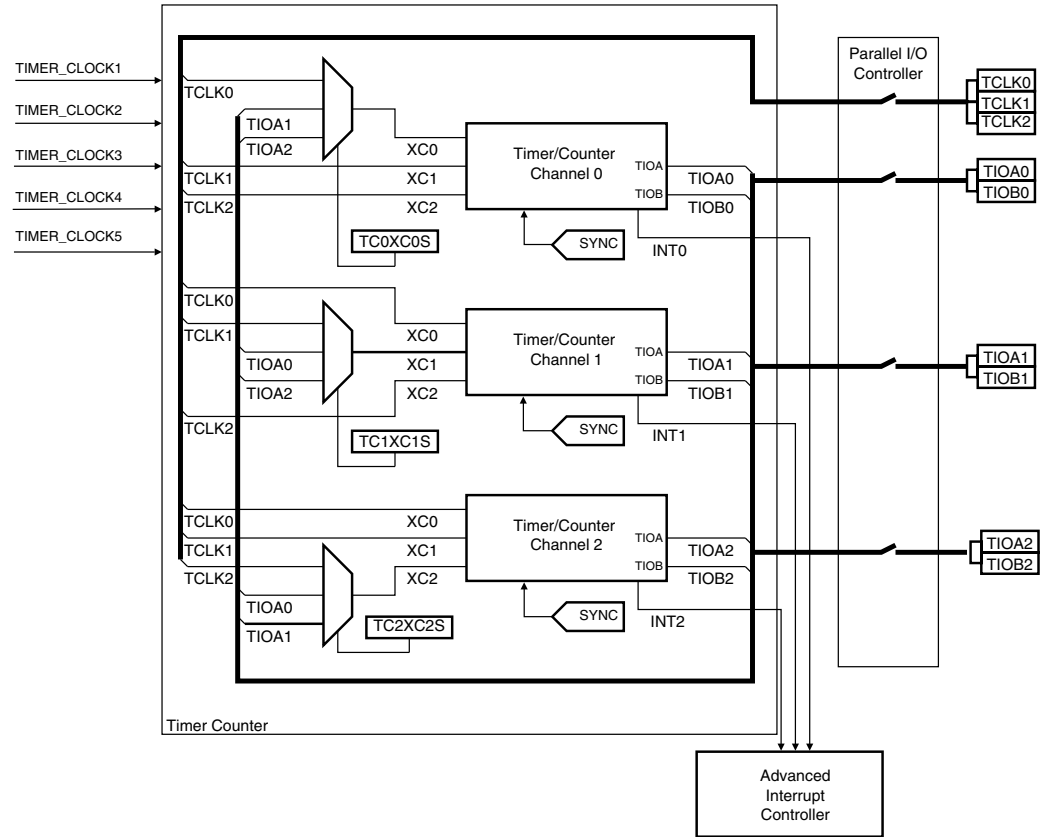 TIMER_CLOCK1
TIMER_CLOCK2
TIMER_CLOCK3
TIMER_CLOCK4
TIMER_CLOCK5
TCLK0
TIOA1
TIOA2
TCLK1
TCLK2
XC0
XC1
XC2
TC0XC0S
Timer/Counter
Channel 0
TIOA
TIOB
TIOA0
TIOB0
SYNC
INT0
TCLK0
TCLK1
TIOA0
TIOA2
TCLK2
XC0
XC1
XC2
TC1XC1S
Timer/Counter
Channel 1
TIOA
TIOB
TIOA1
TIOB1
SYNC
INT1
TCLK0
TCLK1
TCLK2
TIOA0
TIOA1
XC0
XC1
XC2
TC2XC2S
Timer/Counter
Channel 2
TIOA
TIOB
TIOA2
TIOB2
SYNC
INT2
Timer Counter
Parallel I/O
Controller
TCLK0
TCLK1
TCLK2
TIOA0
TIOB0
TIOA1
TIOB1
TIOA2
TIOB2
Advanced
Interrupt
Controller